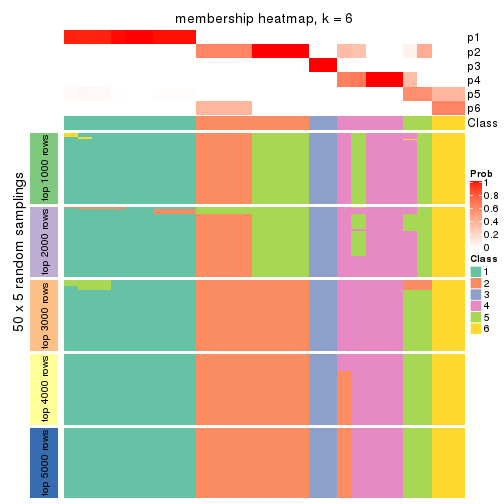 membership heatmap, k = 6
p1
p2
p3
p4
p5
p6
Class
50 x 5 random samplings
top 1000 rows
top 2000 rows
top 3000 rows
top 4000 rows
top 5000 rows
Prob
1
0.8
0.6
0.4
0.2
0
Class
1
2
3
4
5
6